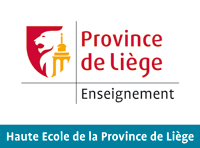 Province
de Liège
Enseignement
Haute Ecole de la Province de Liège